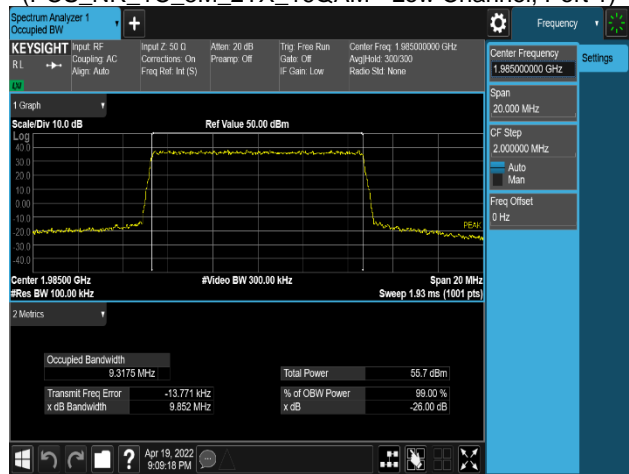 Spectrum Analyzer 1
Occupied BW
Frequency
KEYSIGHT
Input: RF
Input Z: 50 Ω
Atten: 20 dB
Trig: Free Run
Center Freq: 1.985000000 GHz
RL
Coupling: AC
Corrections: On
Preamp: Off
Gate: Off
Avg|Hold: 300/300
Align: Auto
Freq Ref: Int (S)
IF Gain: Low
Radio Std: None
Center Frequency
1.985000000 GHz
Settings
Span
20.000 MHz
CF Step
2.000000 MHz
Auto
Man
Freq Offset
0 Hz
1 Graph
Scale/Div 10.0 dB
Ref Value 50.00 dBm
Log
40.0
30.0
20.0
10.0
0.00
-10.0
-20.0
-30.0
-40.0
PEAK
Center 1.98500 GHz
#Video BW 300.00 kHz
Span 20 MHz
#Res BW 100.00 kHz
Sweep 1.93 ms (1001 pts)
2 Metrics
Occupied Bandwidth
9.3175 MHz
Total Power
55.7 dBm
Transmit Freq Error
-13.771 kHz
% of OBW Power
99.00 %
x dB Bandwidth
9.852 MHz
x dB
-26.00 dB
Apr 19, 2022
9:09:18 PM